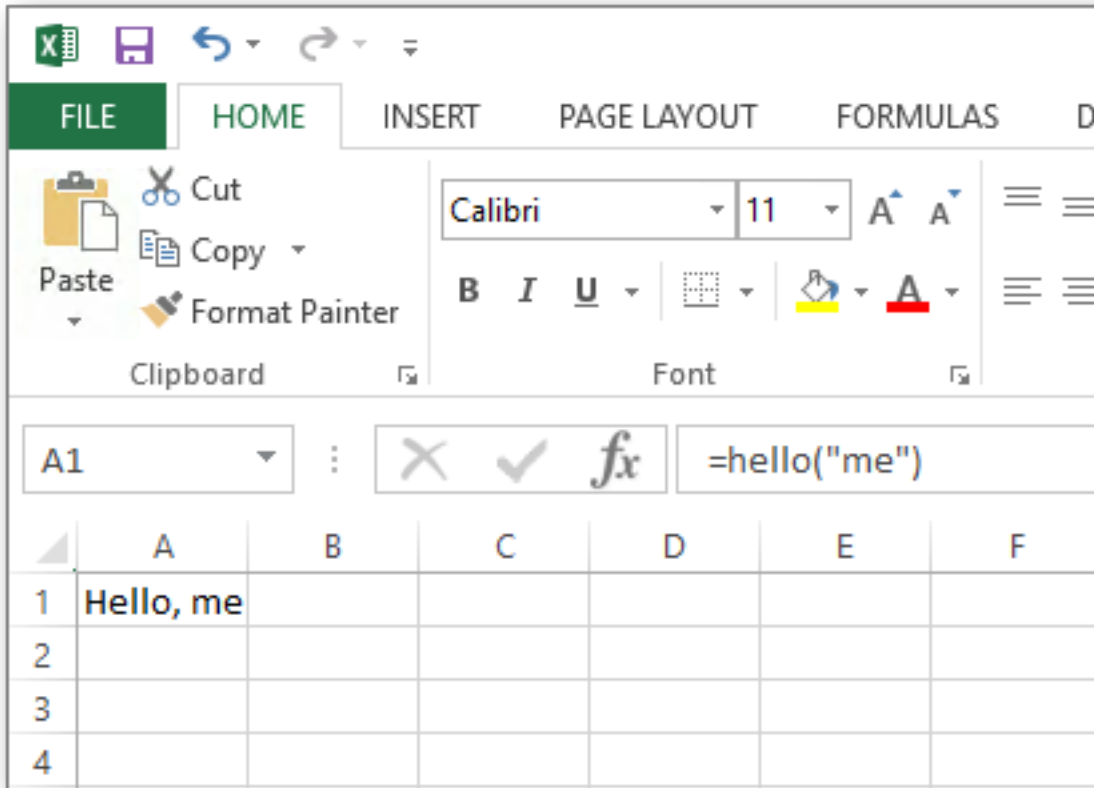 FILE HOME INSERT PAGE LAYOUT FORMULAS D
Cut
Calibri 11
Copy
Paste
B I U A
Format Painter
Clipboard Font
A1 fx =hello("me")
A B C D E F
1 Hello, me
2
3
4